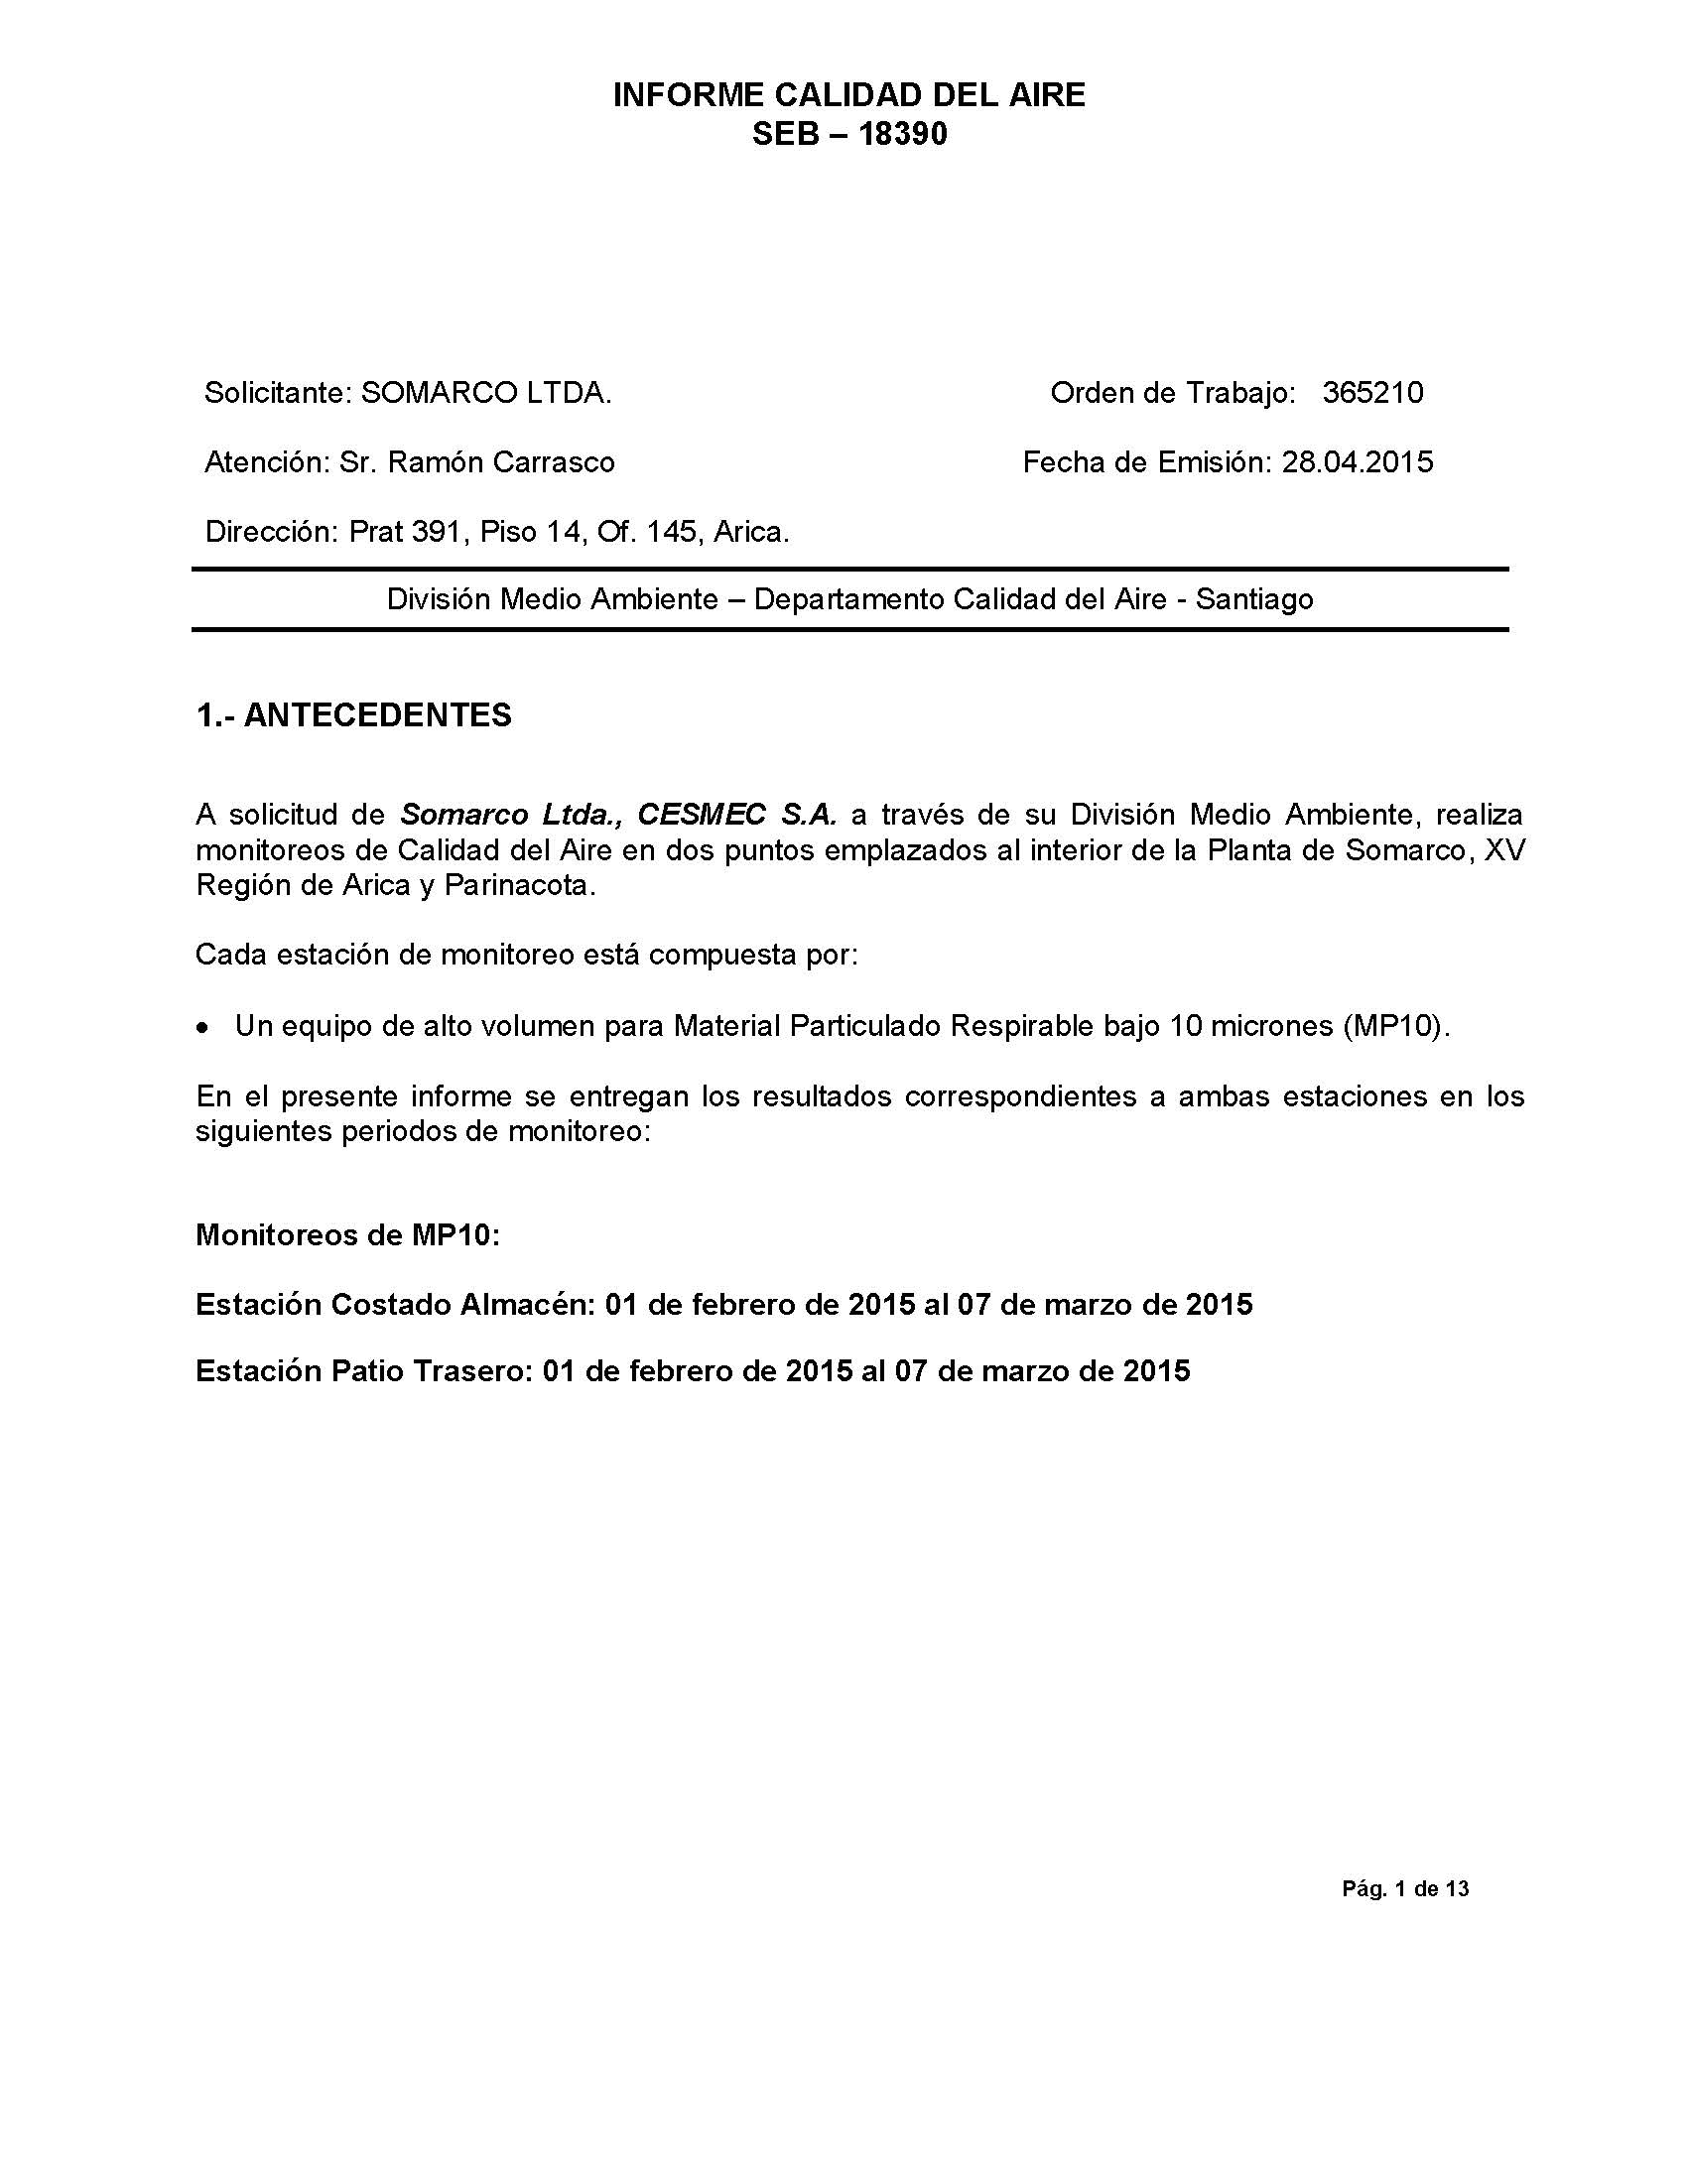 INFORME CALIDAD DEL AIRE
SEB – 18390
Solicitante: SOMARCO LTDA. Orden de Trabajo: 365210
Atención: Sr. Ramón Carrasco Fecha de Emisión: 28.04.2015
Dirección: Prat 391, Piso 14, Of. 145, Arica.
División Medio Ambiente – Departamento Calidad del Aire - Santiago
1.- ANTECEDENTES
A solicitud de Somarco Ltda., CESMEC S.A. a través de su División Medio Ambiente, realiza
monitoreos de Calidad del Aire en dos puntos emplazados al interior de la Planta de Somarco, XV
Región de Arica y Parinacota.
Cada estación de monitoreo está compuesta por:
• Un equipo de alto volumen para Material Particulado Respirable bajo 10 micrones (MP10).
En el presente informe se entregan los resultados correspondientes a ambas estaciones en los
siguientes periodos de monitoreo:
Monitoreos de MP10:
Estación Costado Almacén: 01 de febrero de 2015 al 07 de marzo de 2015
Estación Patio Trasero: 01 de febrero de 2015 al 07 de marzo de 2015
Pág. 1 de 13